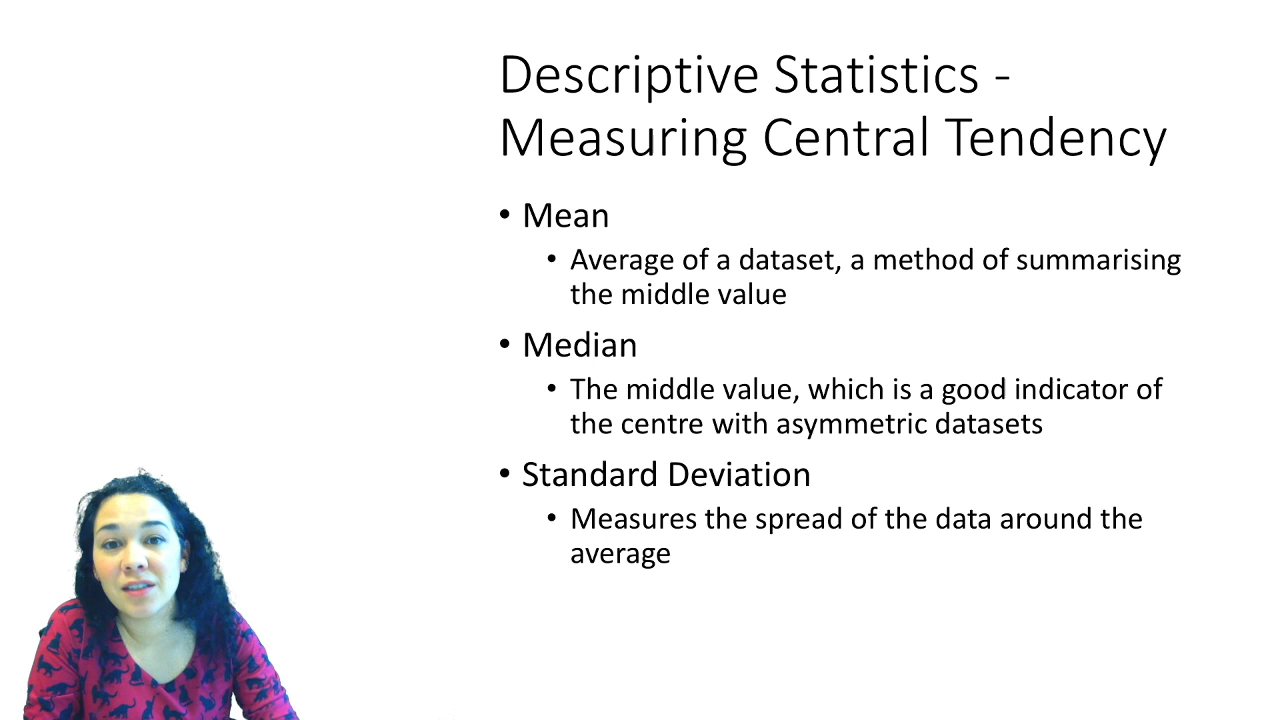 Descriptive Statistics -
Measuring Central Tendency
• Mean
• Average of a dataset, a method of summarising
the middle value
• Median
• The middle value, which is a good indicator of
the centre with asymmetric datasets
• Standard Deviation
• Measures the spread of the data around the
average